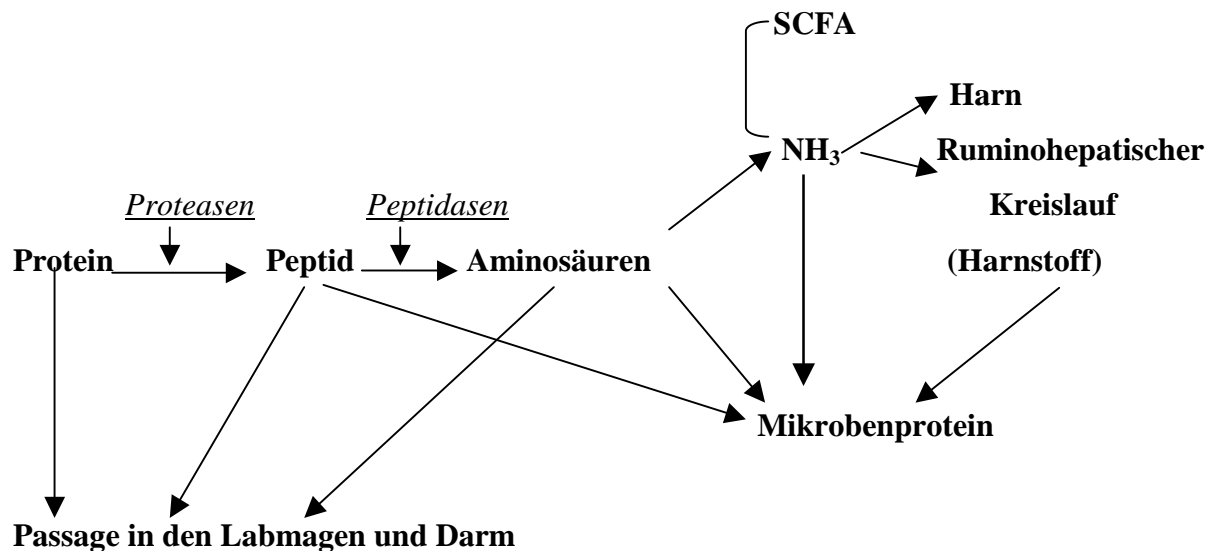 SCFA
Harn
NH₃ Ruminohepatischer
Proteasen Peptidasen Kreislauf
Protein Peptid Aminosäuren (Harnstoff)
Mikrobenprotein
Passage in den Labmagen und Darm